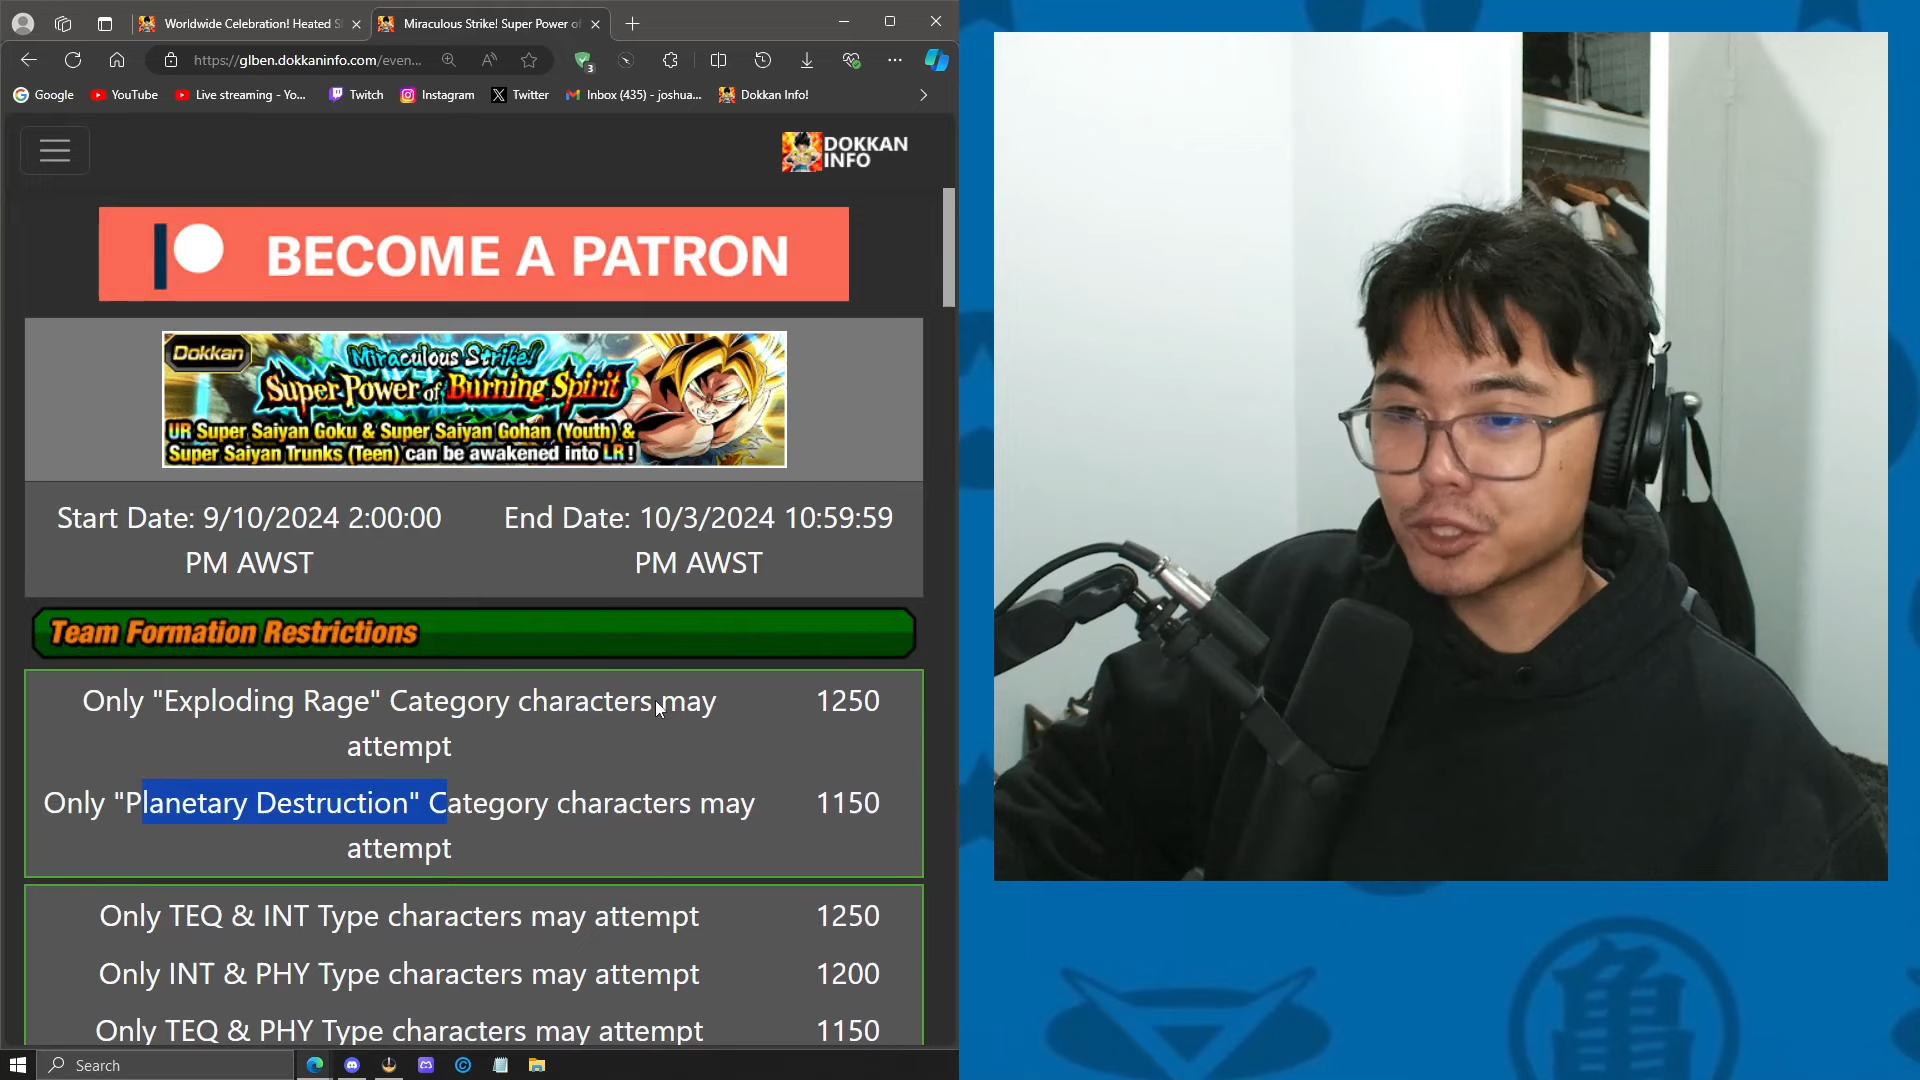 Worldwide Celebration! Heated S
Miraculous Strike! Super Power of
https://glben.dokkaninfo.com/even...
3
Google
YouTube
Live streaming - Yo...
Twitch
Instagram
Twitter
Inbox (435) - joshua...
Dokkan Info!
DOKKAN
INFO
BECOME A PATRON
Dokkan
Miraculous Strike!
Super Power of Burning Spirit
UR Super Saiyan Goku & Super Saiyan Gohan (Youth) &
Super Saiyan Trunks (Teen) can be awakened into LR!
Start Date: 9/10/2024 2:00:00
PM AWST
End Date: 10/3/2024 10:59:59
PM AWST
Team Formation Restrictions
Only "Exploding Rage" Category characters may
attempt
1250
Only "Planetary Destruction" Category characters may
attempt
1150
Only TEQ & INT Type characters may attempt
1250
Only INT & PHY Type characters may attempt
1200
Only TEQ & PHY Type characters may attempt
1150
Search
亀